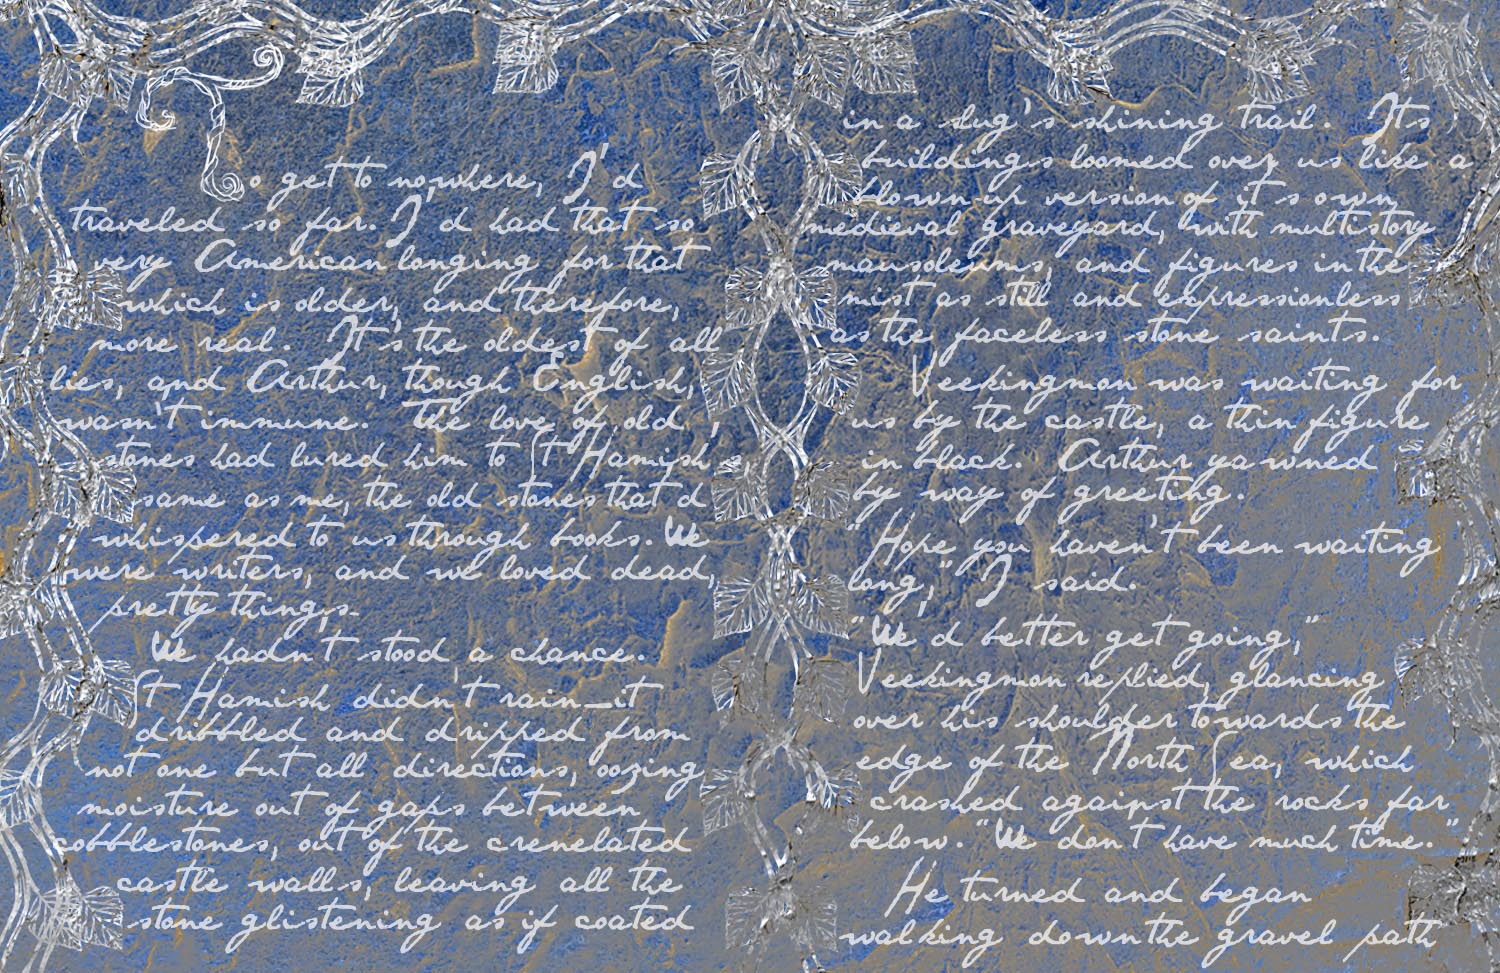 To get to nowhere, I'd
traveled so far. I'd had that so
very American longing for that
which is older, and therefore,
more real. It's the oldest of all
lies, and Arthur, though English,
wasn't immune. The love of old
stones had lured him to St Hamish,
same as me, the old stones that'd
whispered to us through books. We
were writers, and we loved dead,
pretty things.
We hadn't stood a chance.
St Hamish didn't rain—it
dribbled and dripped from
not one but all directions, oozing
moisture out of gaps between
cobblestones, out of the crenelated
castle walls, leaving all the
stone glistening as if coated
in a slug's shining trail. Its
buildings loomed over us like a
blown up version of it's own
medieval graveyard, with multistory
mausoleums, and figures in the
mist as still and expressionless
as the faceless stone saints.
Veekingmon was waiting for
us by the castle, a thin figure
in black. Arthur yawned
by way of greeting.
"Hope you haven't been waiting
long," I said.
"We'd better get going,"
Veekingmon replied, glancing
over his shoulder towards the
edge of the North Sea, which
crashed against the rocks far
below. "We don't have much time."
He turned and began
walking down the gravel path